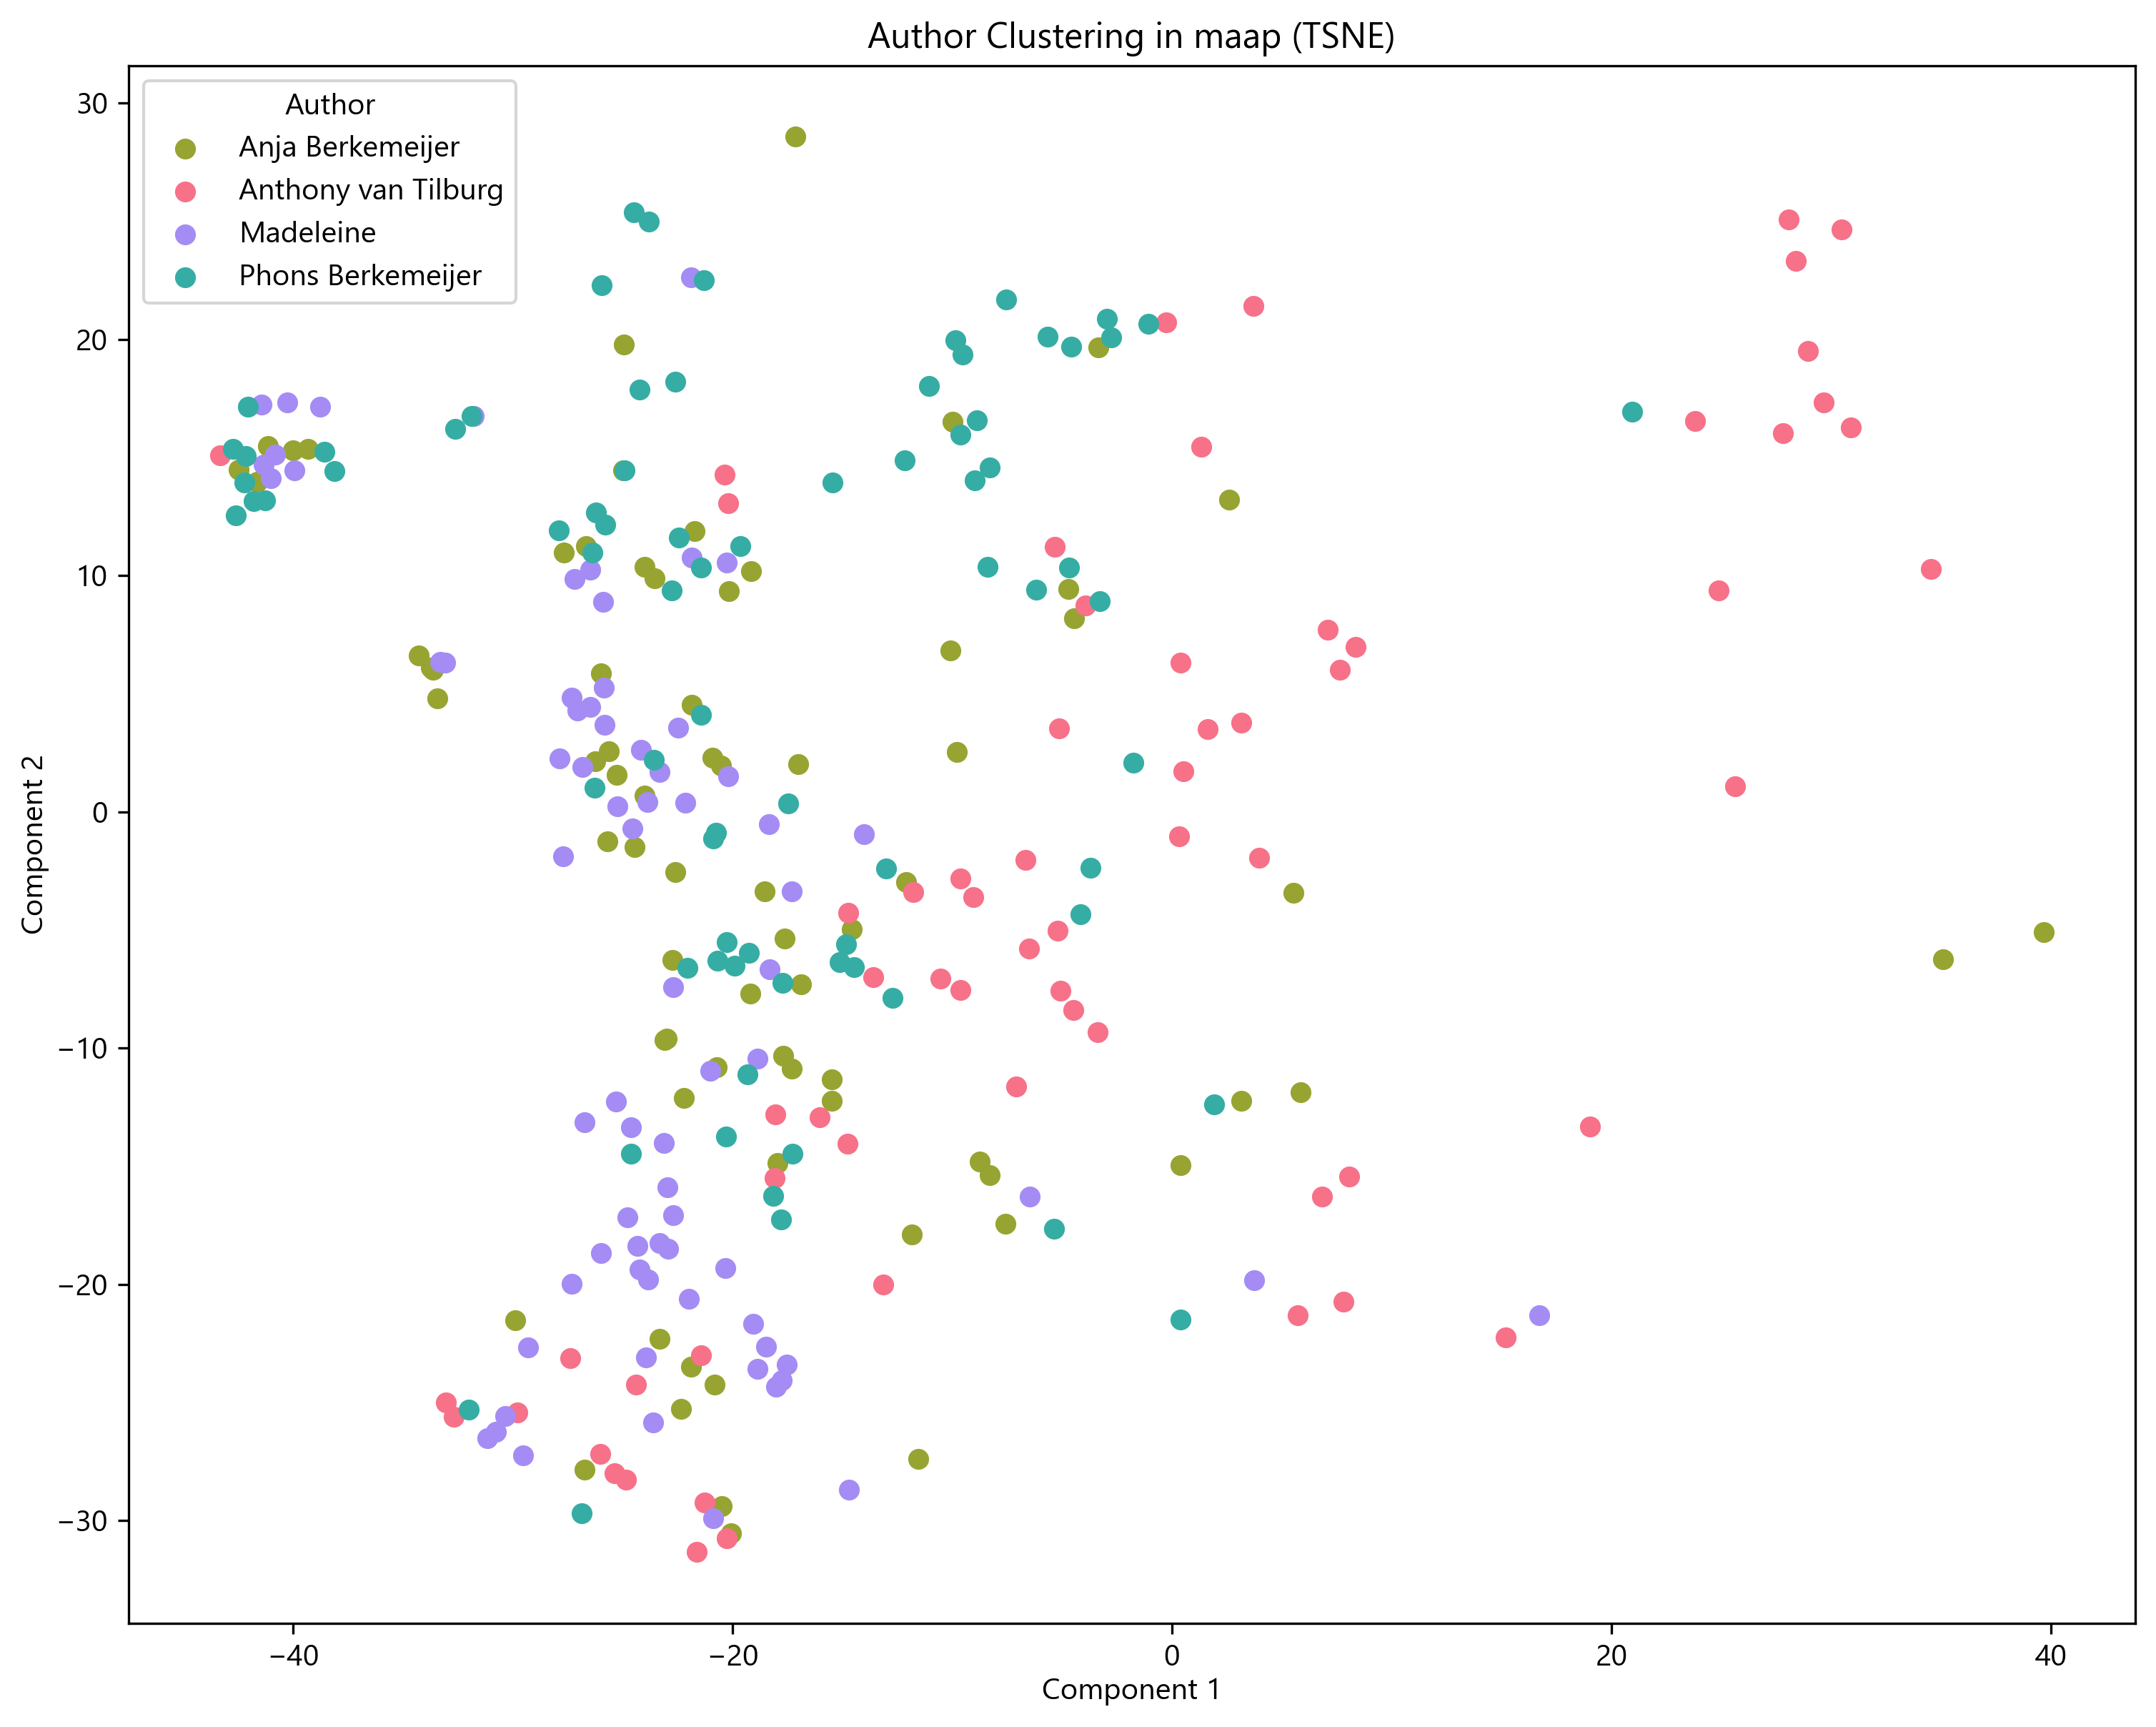 Author Clustering in maap (TSNE)
Author
Anja Berkemeijer
Anthony van Tilburg
Madeleine
Phons Berkemeijer
30
20
10
0
−10
−20
−30
Component 2
−40
−20
0
20
40
Component 1